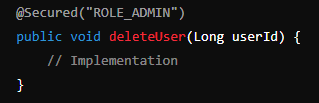 @Secured("ROLE_ADMIN")
public void deleteUser(Long userId) {
    // Implementation
}